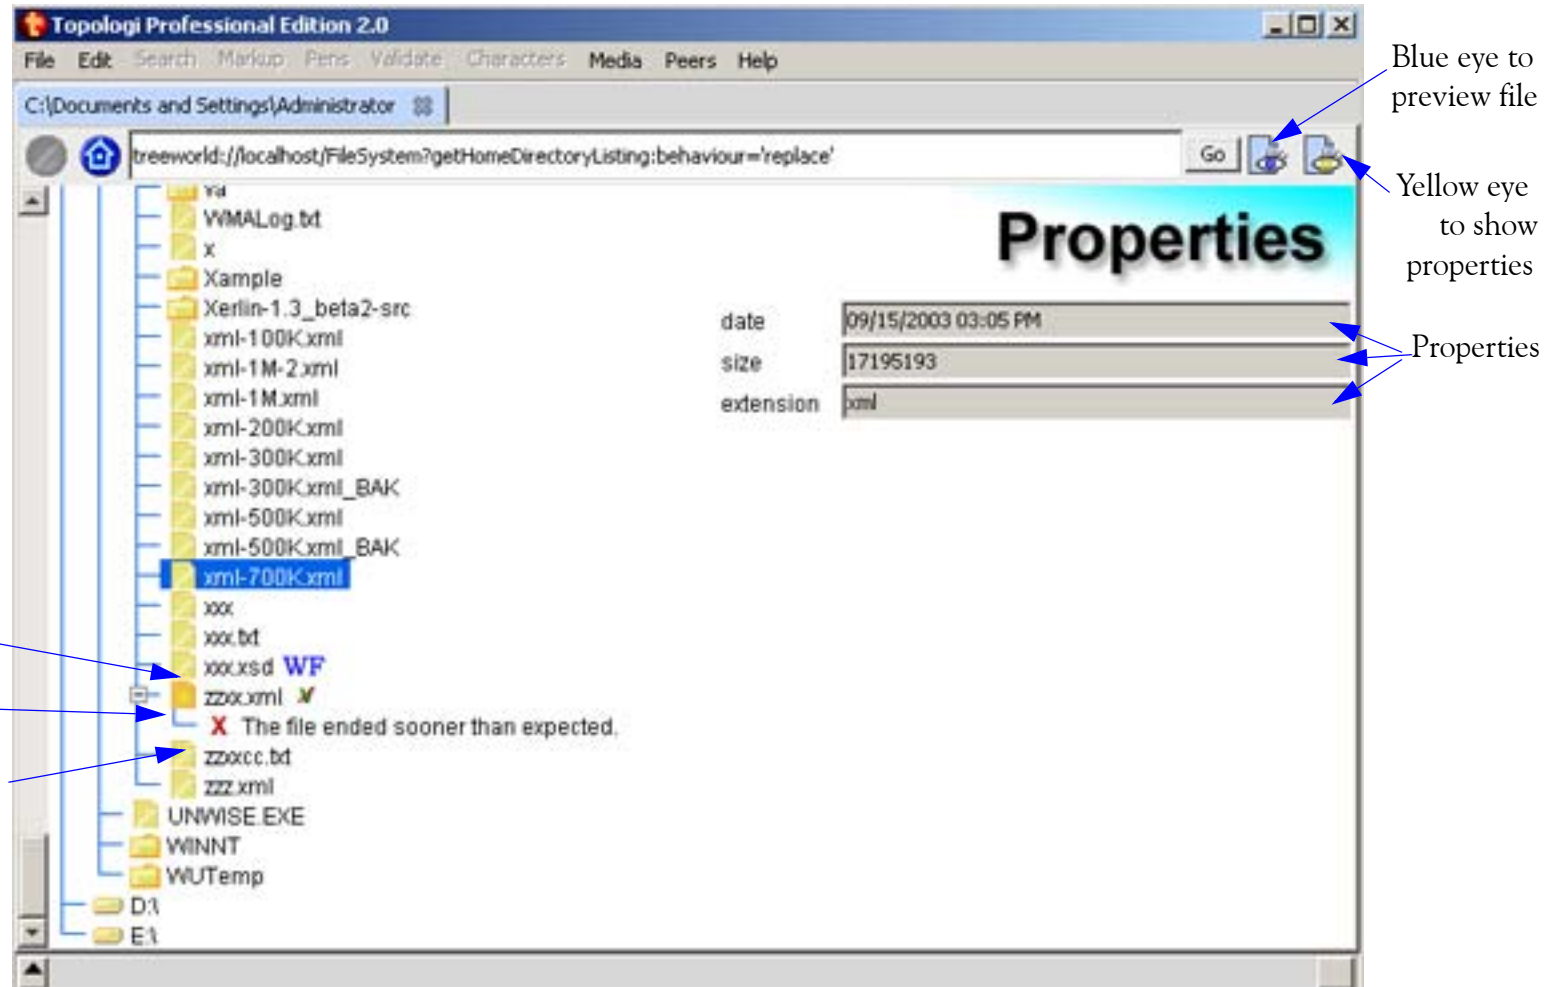 Topologi Professional Edition 2.0
File Edit Search Markup Pens Validate Characters Media Peers Help
C:\Documents and Settings\Administrator
treeworld://localhost/FileSystem?getHomeDirectoryListing:behaviour='replace'
Go
Blue eye to
preview file
Yellow eye
to show
properties
Properties
Properties
date 09/15/2003 03:05 PM
size 17195193
extension xml
WMALog.txt
x
Xample
Xerlin-1.3_beta2-src
xml-100K.xml
xml-1M-2.xml
xml-1M.xml
xml-200K.xml
xml-300K.xml
xml-300K.xml_BAK
xml-500K.xml
xml-500K.xml_BAK
xml-700K.xml
xxx
xxx.txt
xxx.xsd WF
zzxx.xml
X The file ended sooner than expected.
zzxxcc.txt
zzz.xml
UNWISE.EXE
WINNT
WUTemp
D:\
E:\